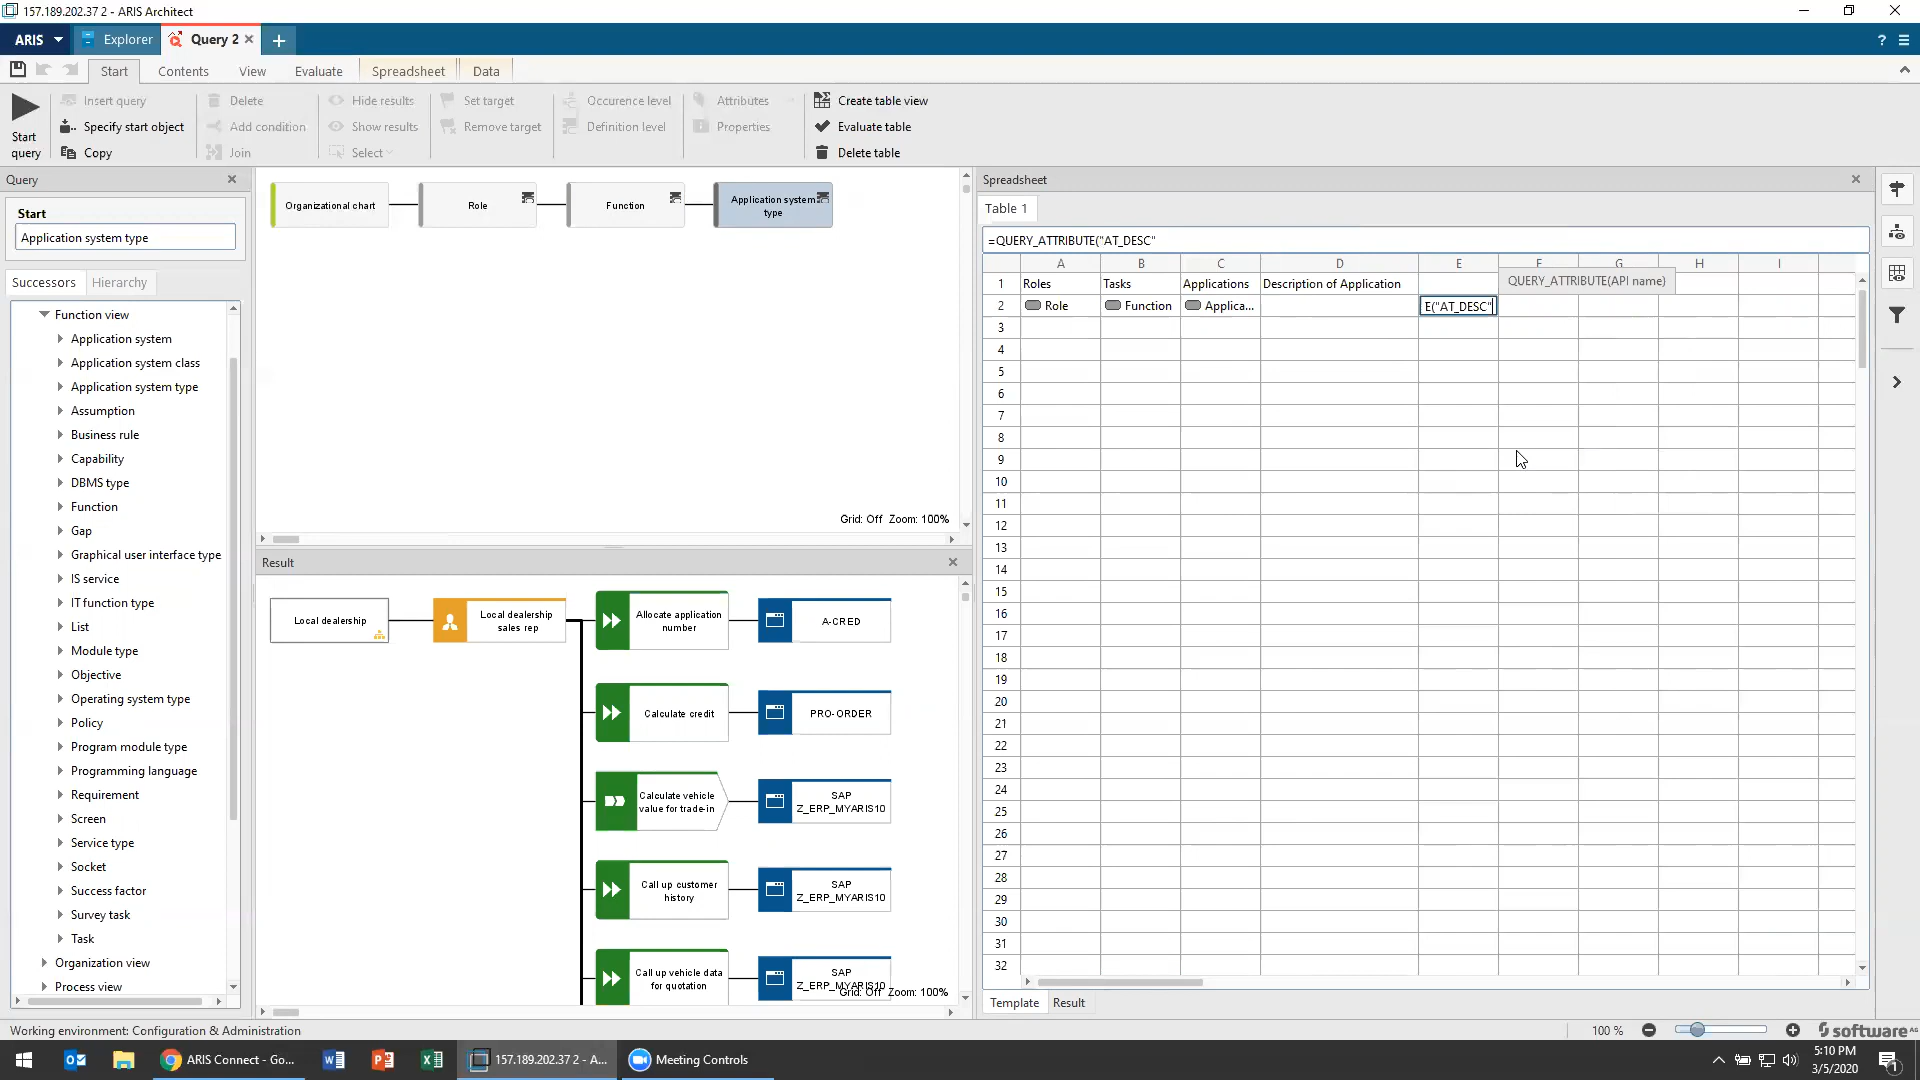 157.189.202.37 2 - ARIS Architect
ARIS
Explorer
Query 2
?
Start
Contents
View
Evaluate
Spreadsheet
Data
Start query
Insert query
Specify start object
Copy
Delete
Add condition
Join
Hide results
Show results
Select
Set target
Remove target
Occurence level
Definition level
Attributes
Properties
Create table view
Evaluate table
Delete table
Query
Start
Application system type
Successors
Hierarchy
Function view
Application system
Application system class
Application system type
Assumption
Business rule
Capability
DBMS type
Function
Gap
Graphical user interface type
IS service
IT function type
List
Module type
Objective
Operating system type
Policy
Program module type
Programming language
Requirement
Screen
Service type
Socket
Success factor
Survey task
Task
Organization view
Process view
Organizational chart
Role
Function
Application system
type
Grid: Off Zoom: 100%
Result
Local dealership
Local dealership
sales rep
Allocate application
number
A-CRED
Calculate credit
PRO-ORDER
Calculate vehicle
value for trade-in
SAP
Z_ERP_MYARIS10
Call up customer
history
SAP
Z_ERP_MYARIS10
Call up vehicle data
for quotation
SAP
Z_ERP_MYARIS10
Grid: Off Zoom: 100%
Spreadsheet
Table 1
=QUERY_ATTRIBUTE("AT_DESC"
A B C D E F G H I
QUERY_ATTRIBUTE(API name)
1 Roles Tasks Applications Description of Application
2 Role Function Applica... E("AT_DESC"
3
4
5
6
7
8
9
10
11
12
13
14
15
16
17
18
19
20
21
22
23
24
25
26
27
28
29
30
31
32
Template
Result
Working environment: Configuration & Administration
100 %
software AG
ARIS Connect - Go...
157.189.202.37 2 - A...
Meeting Controls
5:10 PM
3/5/2020
1